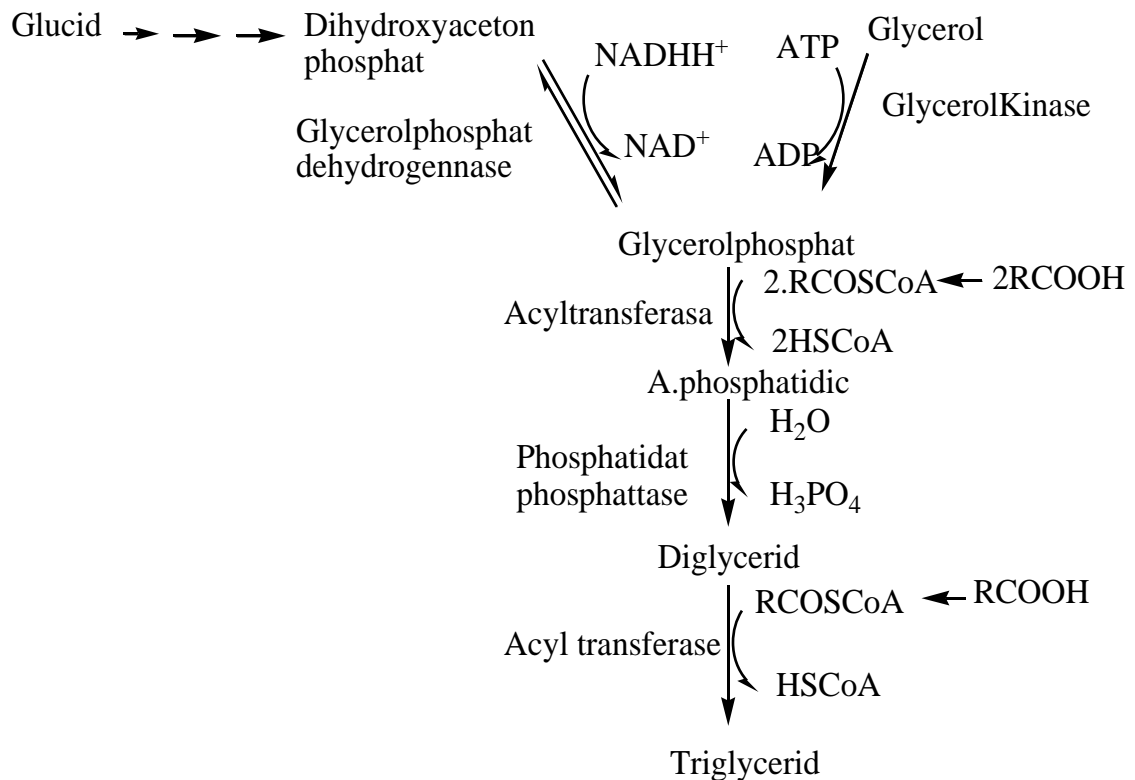 Glucid
Dihydroxyaceton
phosphat
NADHH⁺
ATP
Glycerol
GlycerolKinase
Glycerolphosphat
dehydrogennase
NAD⁺
ADP
Glycerolphosphat
2.RCOSCoA
2RCOOH
Acyltransferasa
2HSCoA
A.phosphatidic
H₂O
Phosphatidat
phosphattase
H₃PO₄
Diglycerid
RCOSCoA
RCOOH
Acyl transferase
HSCoA
Triglycerid